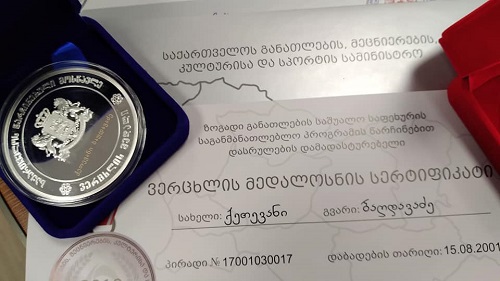 საქართველოს განათლების, მეცნიერების,
კულტურისა და სპორტის სამინისტრო
ზოგადი განათლების საშუალო საფეხურის
საგანმანათლებლო პროგრამის წარჩინებით
დასრულების დამადასტურებელი
ვერცხლის მედალოსნის სერტიფიკატი
სახელი: ქეთევანი გვარი: ბაღდავაძე
პირადი № 17001030017 დაბადების თარიღი: 15.08.2001